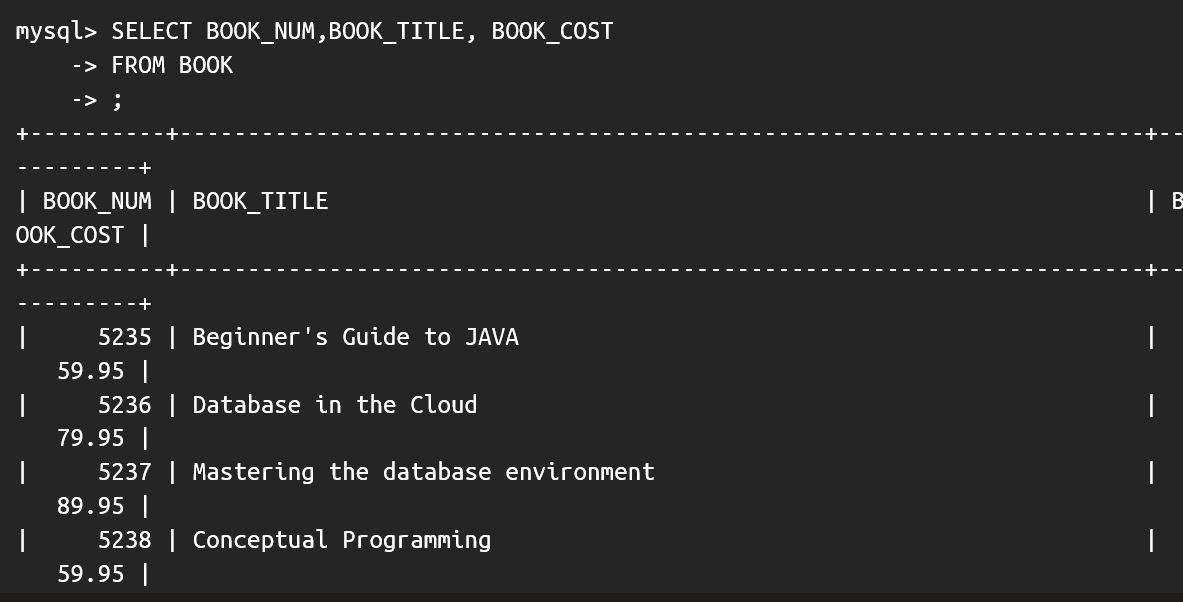 mysql> SELECT BOOK_NUM,BOOK_TITLE, BOOK_COST
    -> FROM BOOK
    -> ;
+----------+-----------------------------------------------------------------------+--
---------+
| BOOK_NUM | BOOK_TITLE                                                            | B
OOK_COST |
+----------+-----------------------------------------------------------------------+--
---------+
|     5235 | Beginner's Guide to JAVA                                              |
   59.95 |
|     5236 | Database in the Cloud                                                 |
   79.95 |
|     5237 | Mastering the database environment                                    |
   89.95 |
|     5238 | Conceptual Programming                                                |
   59.95 |